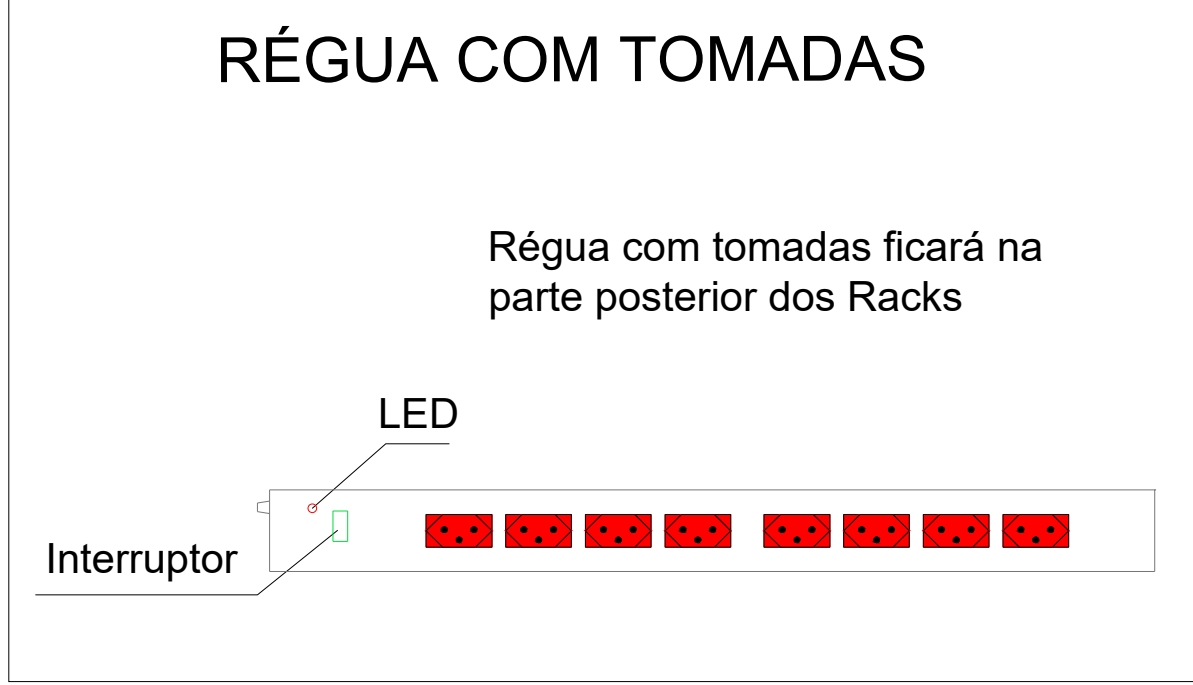 RÉGUA COM TOMADAS
Régua com tomadas ficará na
parte posterior dos Racks
LED
Interruptor